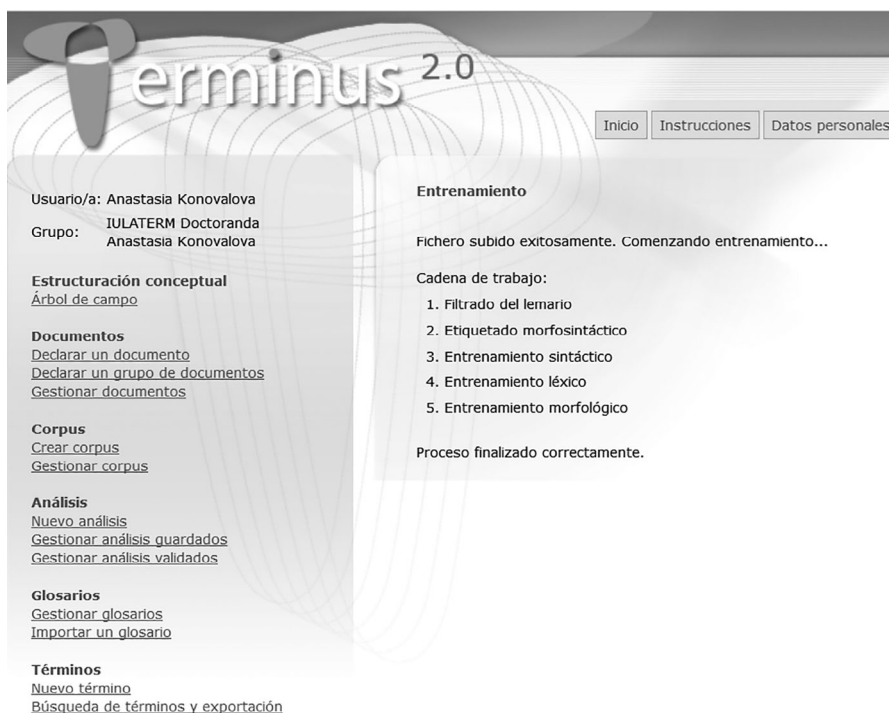 Terminus 2.0
Inicio Instrucciones Datos personales
Usuario/a: Anastasia Konovalova
Grupo: IULATERM Doctoranda
Anastasia Konovalova
Estructuración conceptual
Árbol de campo
Documentos
Declarar un documento
Declarar un grupo de documentos
Gestionar documentos
Corpus
Crear corpus
Gestionar corpus
Análisis
Nuevo análisis
Gestionar análisis guardados
Gestionar análisis validados
Glosarios
Gestionar glosarios
Importar un glosario
Términos
Nuevo término
Búsqueda de términos y exportación
Entrenamiento
Fichero subido exitosamente. Comenzando entrenamiento...
Cadena de trabajo:
1. Filtrado del lemario
2. Etiquetado morfosintáctico
3. Entrenamiento sintáctico
4. Entrenamiento léxico
5. Entrenamiento morfológico
Proceso finalizado correctamente.